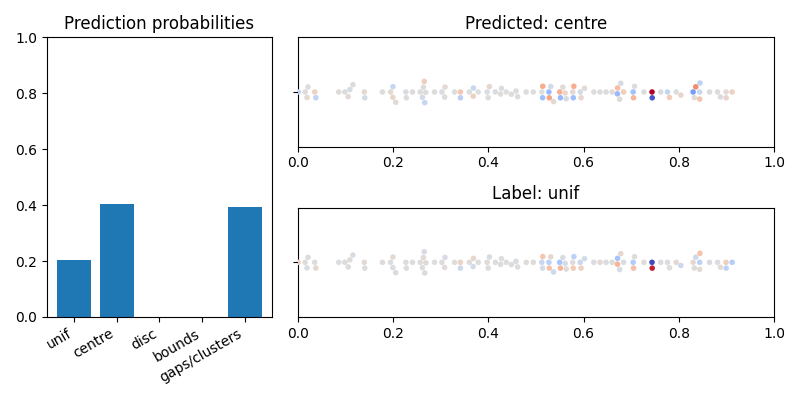 Prediction probabilities
1.0
0.8
0.6
0.4
0.2
0.0
unif
centre
disc
bounds
gaps/clusters
Predicted: centre
0.0 0.2 0.4 0.6 0.8 1.0
Label: unif
0.0 0.2 0.4 0.6 0.8 1.0